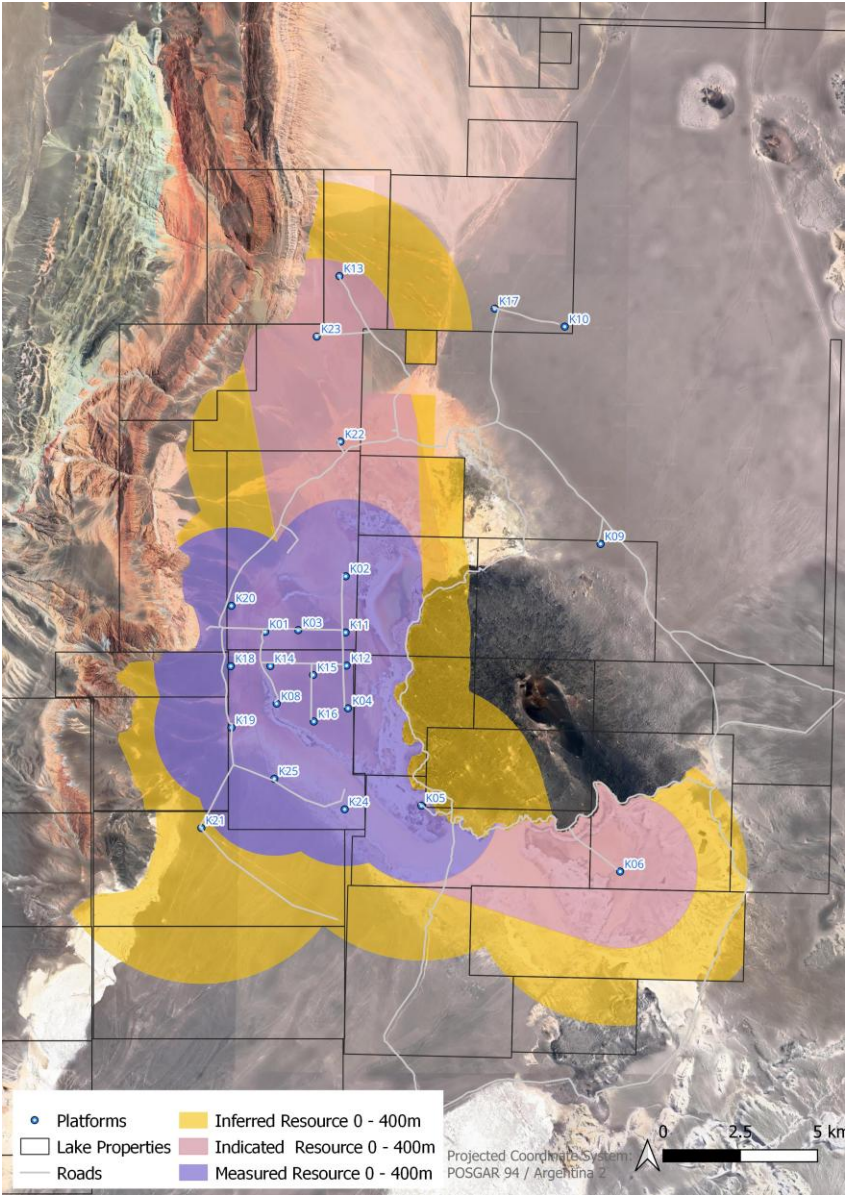 K13
K17
K10
K23
K22
K09
K02
K20
K01
K03
K11
K18
K14
K15
K12
K08
K16
K04
K19
K25
K24
K05
K21
K06
Platforms
Lake Properties
Roads
Inferred Resource 0 - 400m
Indicated Resource 0 - 400m
Measured Resource 0 - 400m
Projected Coordinate System:
POSGAR 94 / Argentina 2
0 2.5 5 km